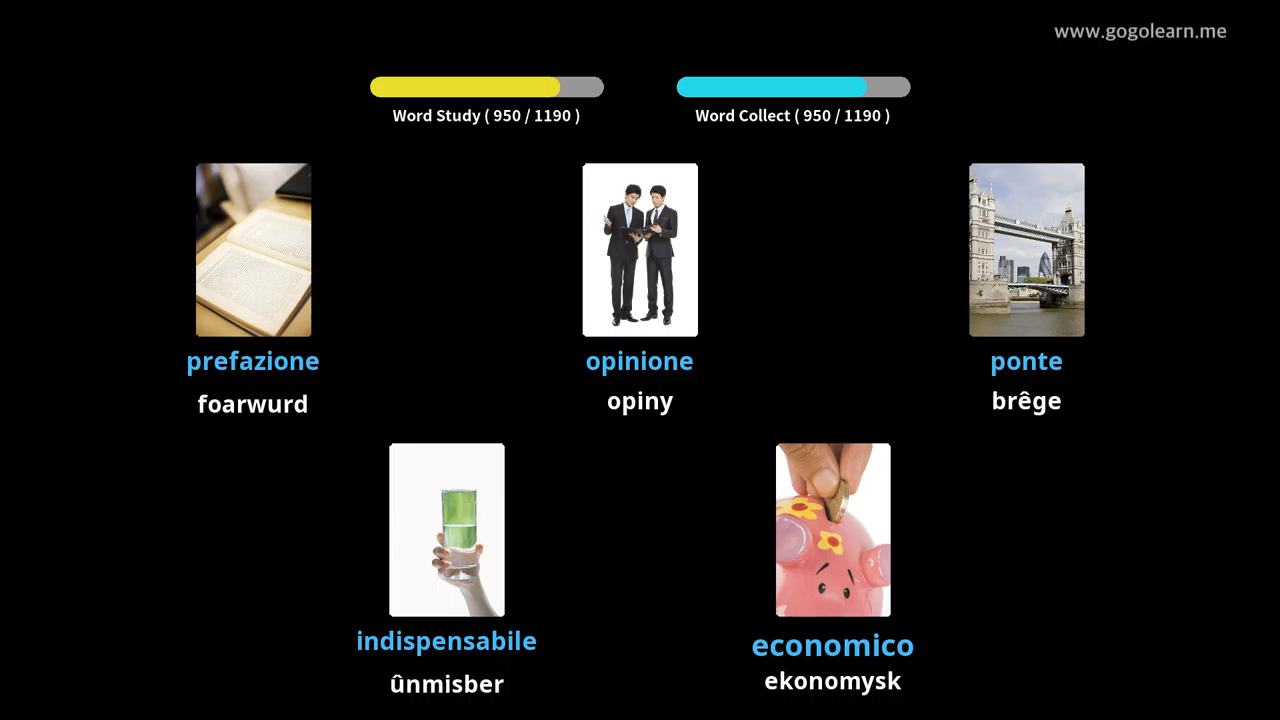 www.gogolearn.me
Word Study ( 950 / 1190 )
Word Collect ( 950 / 1190 )
prefazione
foarwurd
opinione
opiny
ponte
brêge
indispensabile
ûnmisber
economico
ekonomysk